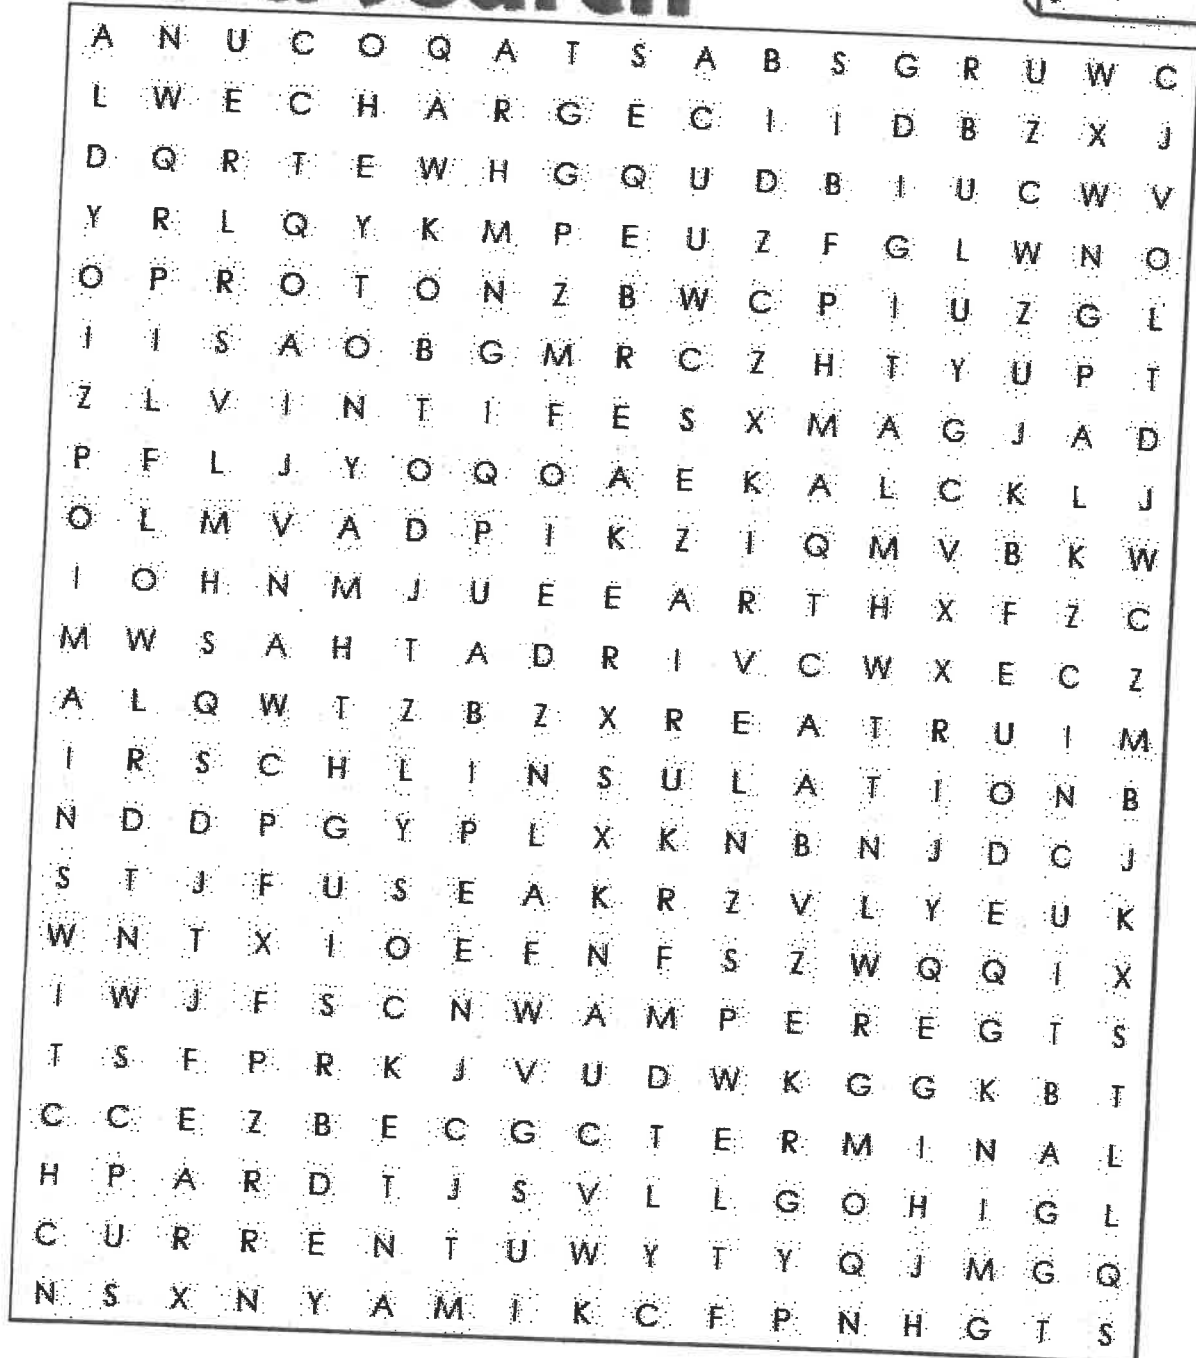 A N U C O Q A T S A B S G R U W C
L W E C H A R G E C I I D B Z X J
D Q R T E W H G Q U D B I U C W V
Y R L Q Y K M P E U Z F G L W N O
O P R O T O N Z B W C P I U Z G L
I I S A O B G M R C Z H T Y U P T
Z L V I N T I F E S X M A G J A D
P F L J Y O Q O A E K A L C K L J
O L M V A D P I K Z I Q M V B K W
I O H N M J U E E A R T H X F Z C
M W S A H T A D R I V C W X E C Z
A L Q W T Z B Z X R E A T R U I M
I R S C H L I N S U L A T I O N B
N D D P G Y P L X K N B N J D C J
S T J F U S E A K R Z V L Y E U K
W N T X I O E F N F S Z W Q Q I X
I W J F S C N W A M P E R E G T S
T S F P R K J V U D W K G G K B T
C C E Z B E C G C T E R M I N A L
H P A R D T J S V L L G O H I G L
C U R R E N T U W Y T Y Q J M G Q
N S X N Y A M I K C F P N H G T S